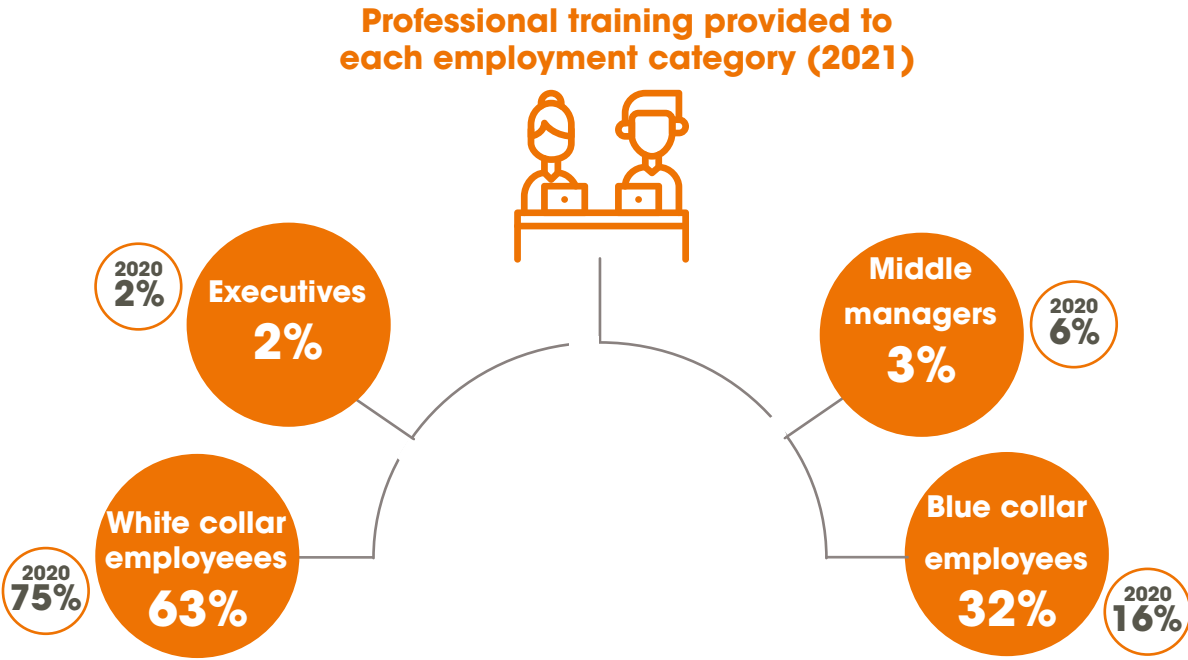 Professional training provided to
each employment category (2021)
2020
2%
Executives
2%
Middle
managers
3%
2020
6%
White collar
employeees
63%
2020
75%
Blue collar
employees
32%
2020
16%